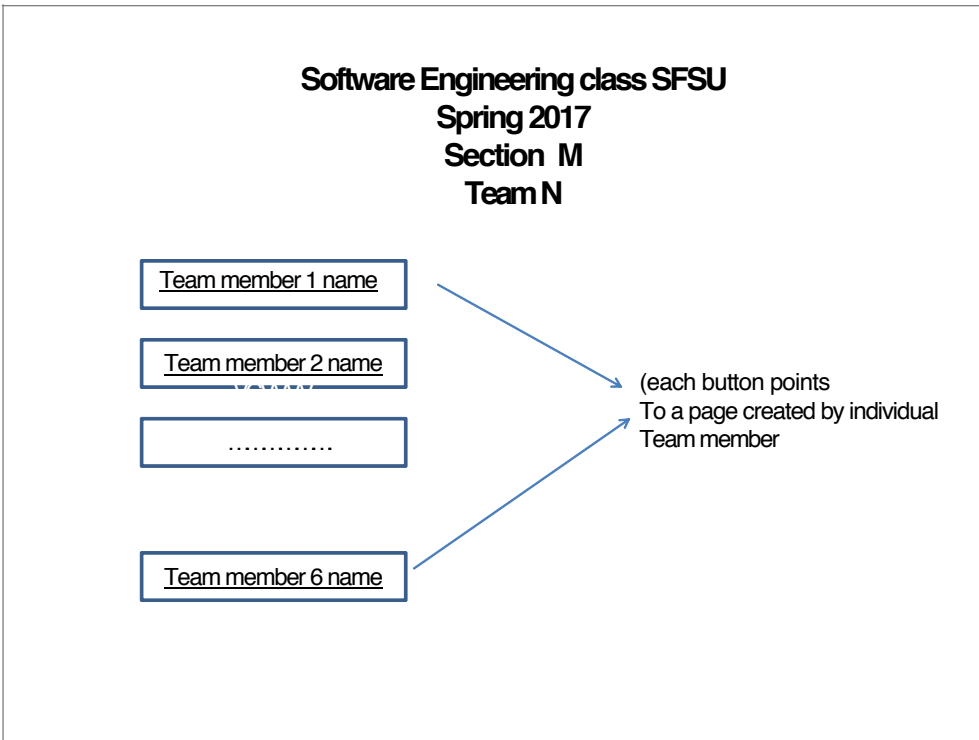 Software Engineering class SFSU
Spring 2017
Section M
Team N
Team member 1 name
Team member 2 name
………….
Team member 6 name
(each button points
To a page created by individual
Team member